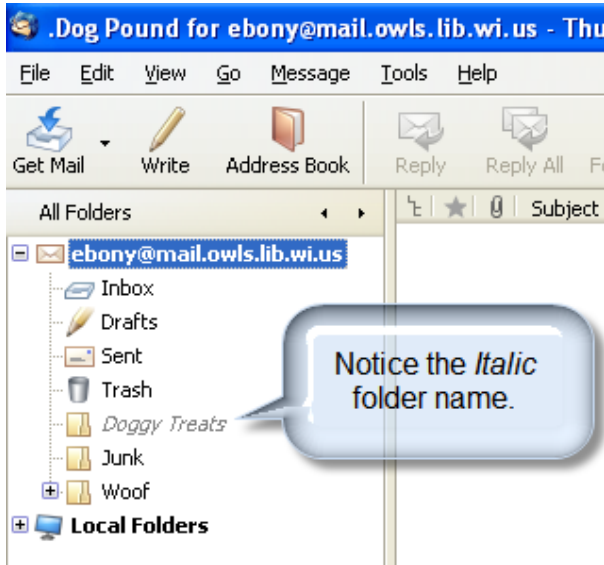 .Dog Pound for ebony@mail.owls.lib.wi.us - Thu
File Edit View Go Message Tools Help
Get Mail Write Address Book Reply Reply All
All Folders Subject
ebony@mail.owls.lib.wi.us
Inbox
Drafts
Sent
Trash
Doggy Treats
Junk
Woof
Local Folders
Notice the Italic
folder name.